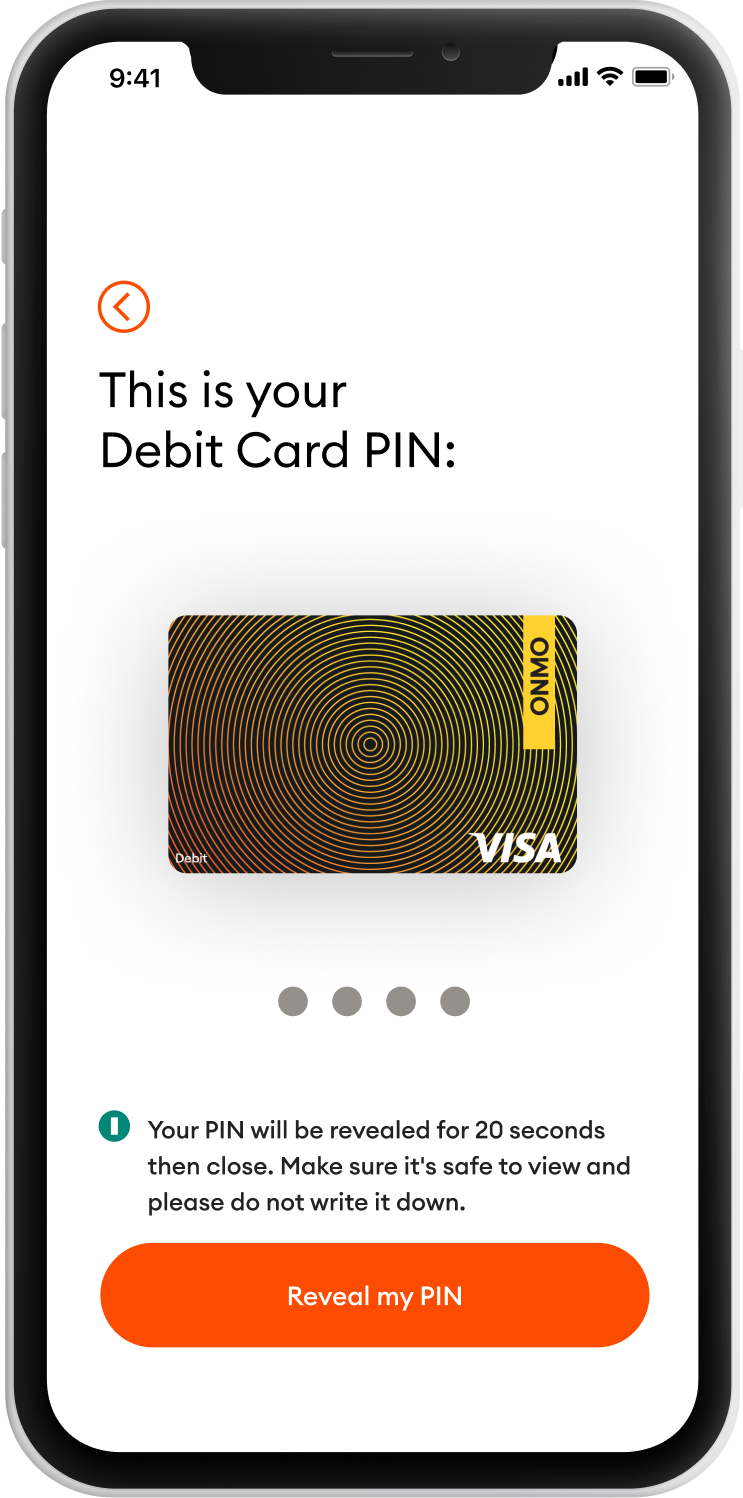 9:41
This is your
Debit Card PIN:
ONMO
Debit
VISA
Your PIN will be revealed for 20 seconds
then close. Make sure it's safe to view and
please do not write it down.
Reveal my PIN